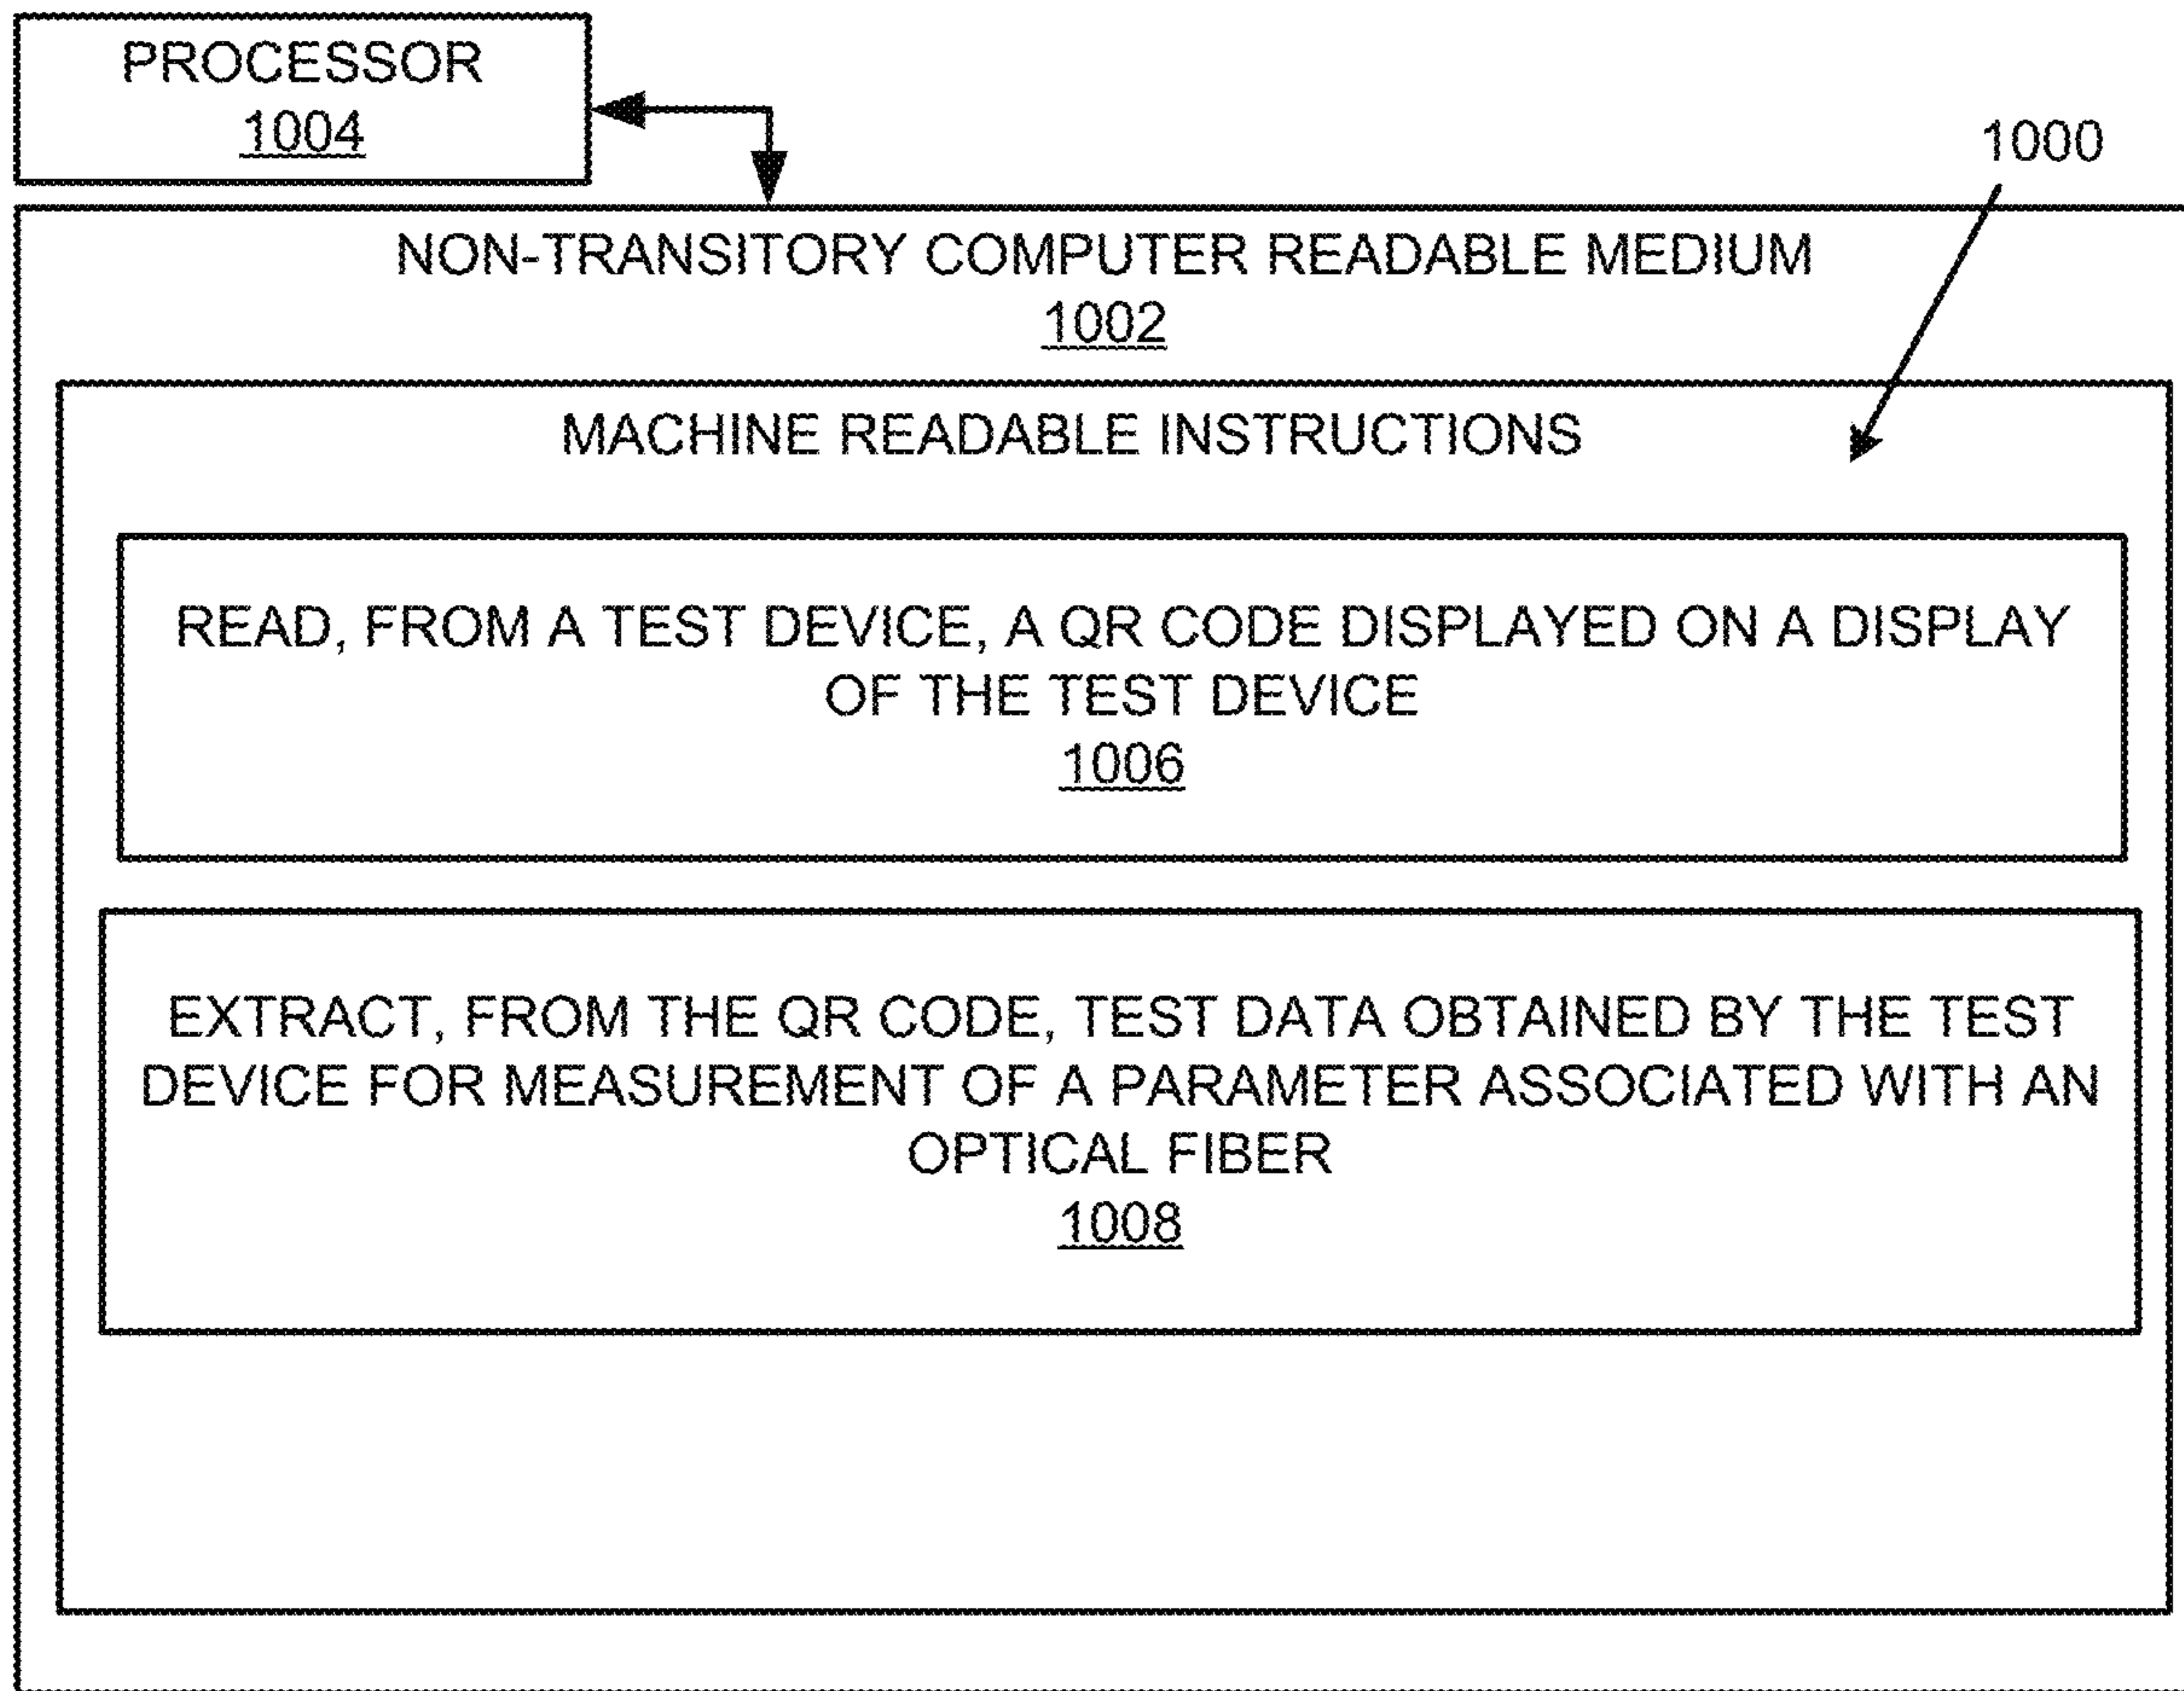 PROCESSOR
1004
1000
NON-TRANSITORY COMPUTER READABLE MEDIUM
1002
MACHINE READABLE INSTRUCTIONS
READ, FROM A TEST DEVICE, A QR CODE DISPLAYED ON A DISPLAY
OF THE TEST DEVICE
1006
EXTRACT, FROM THE QR CODE, TEST DATA OBTAINED BY THE TEST
DEVICE FOR MEASUREMENT OF A PARAMETER ASSOCIATED WITH AN
OPTICAL FIBER
1008